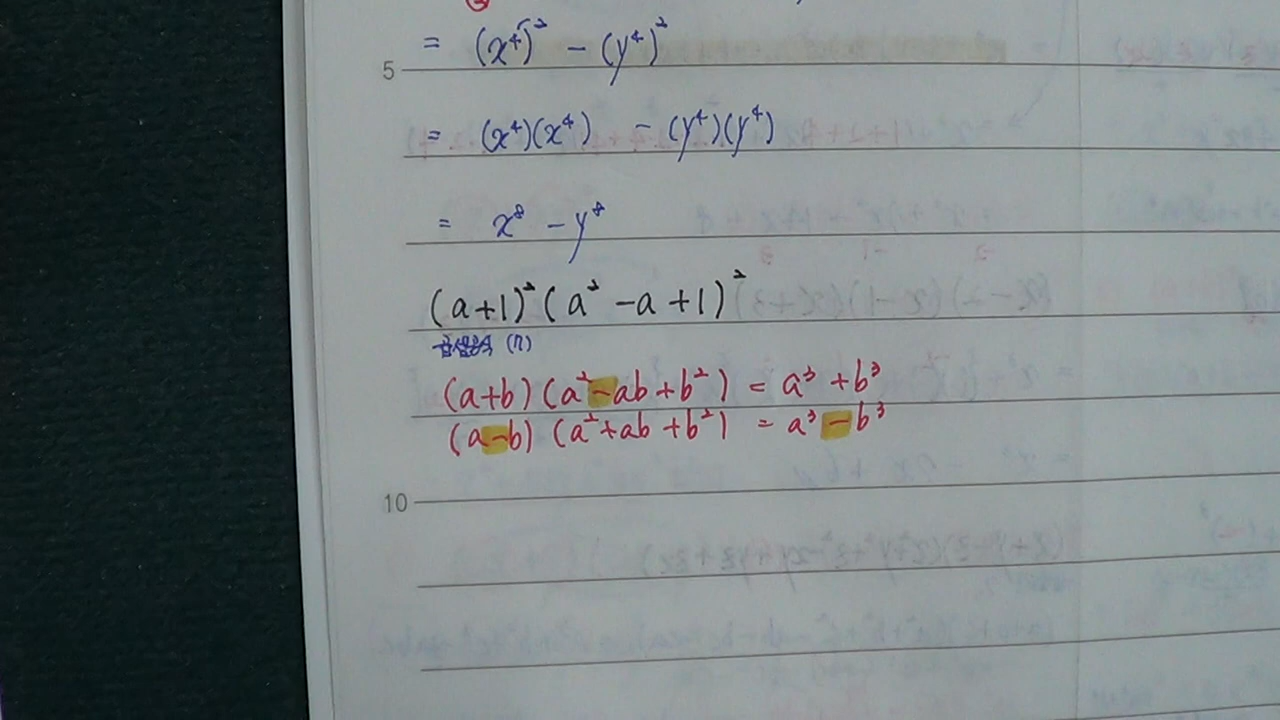 = (x⁴)² - (y⁴)²
5
= (x⁴)(x⁴) - (y⁴)(y⁴)
= x⁸ - y⁸
(a+1)²(a² -a +1)²
(a+b)(a²-ab+b²) = a³ +b³
(a-b)(a²+ab+b²) = a³ -b³
10